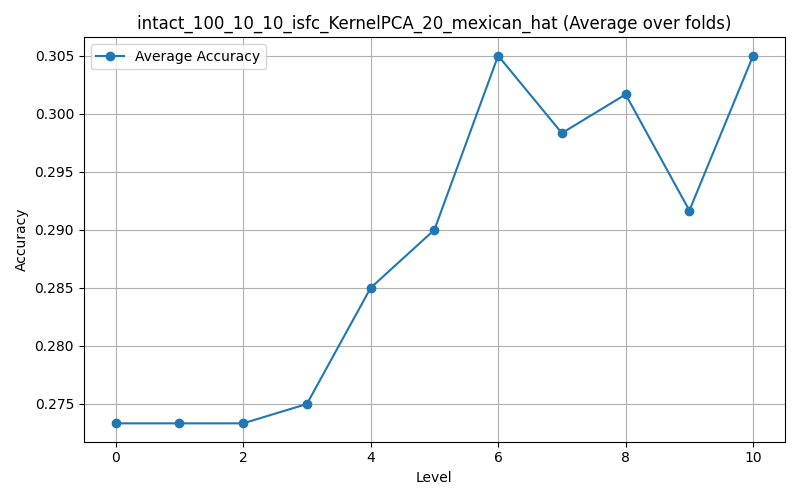 intact_100_10_10_isfc_KernelPCA_20_mexican_hat (Average over folds)
Average Accuracy
0.305
0.300
0.295
0.290
0.285
0.280
0.275
Accuracy
0 2 4 6 8 10
Level